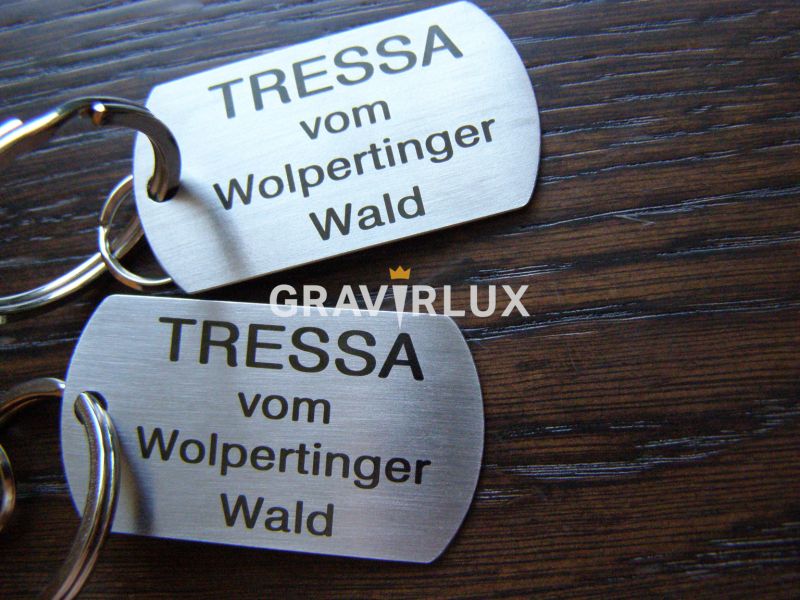 TRESSA
vom
Wolpertinger
Wald
GRAVIRLUX
TRESSA
vom
Wolpertinger
Wald